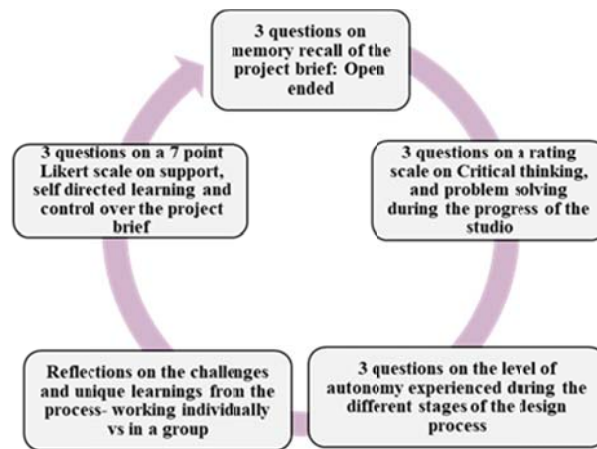 3 questions on
memory recall of the
project brief: Open
ended
3 questions on a rating
scale on Critical thinking,
and problem solving
during the progress of the
studio
3 questions on the level of
autonomy experienced during the
different stages of the design
process
Reflections on the challenges
and unique learnings from the
process- working individually
vs in a group
3 questions on a 7 point
Likert scale on support,
self directed learning and
control over the project
brief